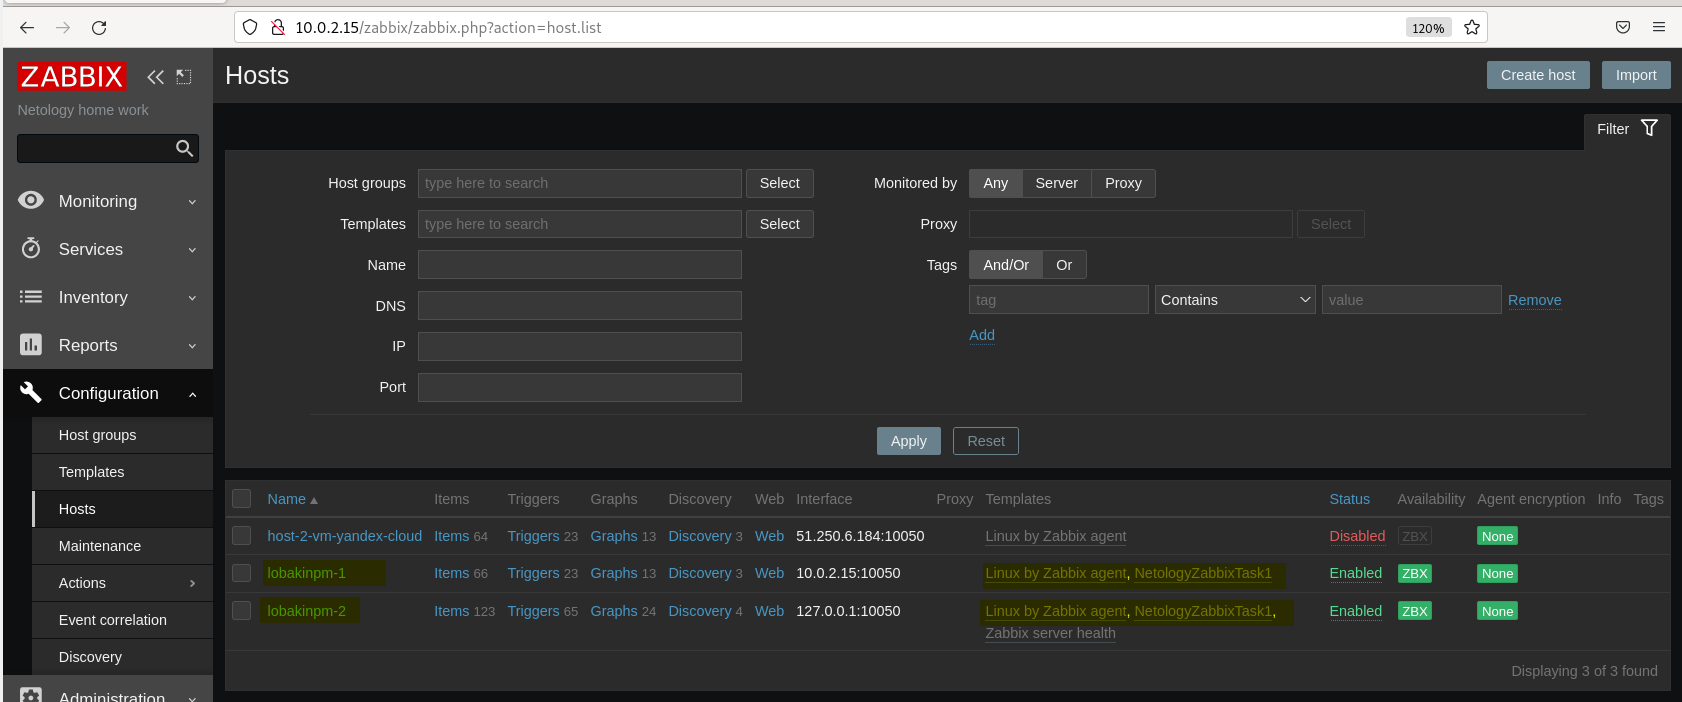 10.0.2.15/zabbix/zabbix.php?action=host.list
120%
ZABBIX
Netology home work
Monitoring
Services
Inventory
Reports
Configuration
Host groups
Templates
Hosts
Maintenance
Actions
Event correlation
Discovery
Administration
Hosts
Create host
Import
Filter
Host groups type here to search Select
Templates type here to search Select
Name
DNS
IP
Port
Monitored by Any Server Proxy
Proxy Select
Tags And/Or Or
tag Contains value Remove
Add
Apply Reset
Name Items Triggers Graphs Discovery Web Interface Proxy Templates Status Availability Agent encryption Info Tags
host-2-vm-yandex-cloud Items 64 Triggers 23 Graphs 13 Discovery 3 Web 51.250.6.184:10050 Linux by Zabbix agent Disabled ZBX None
lobakinpm-1 Items 66 Triggers 23 Graphs 13 Discovery 3 Web 10.0.2.15:10050 Linux by Zabbix agent, NetologyZabbixTask1 Enabled ZBX None
lobakinpm-2 Items 123 Triggers 65 Graphs 24 Discovery 4 Web 127.0.0.1:10050 Linux by Zabbix agent, NetologyZabbixTask1, Enabled ZBX None
Zabbix server health
Displaying 3 of 3 found